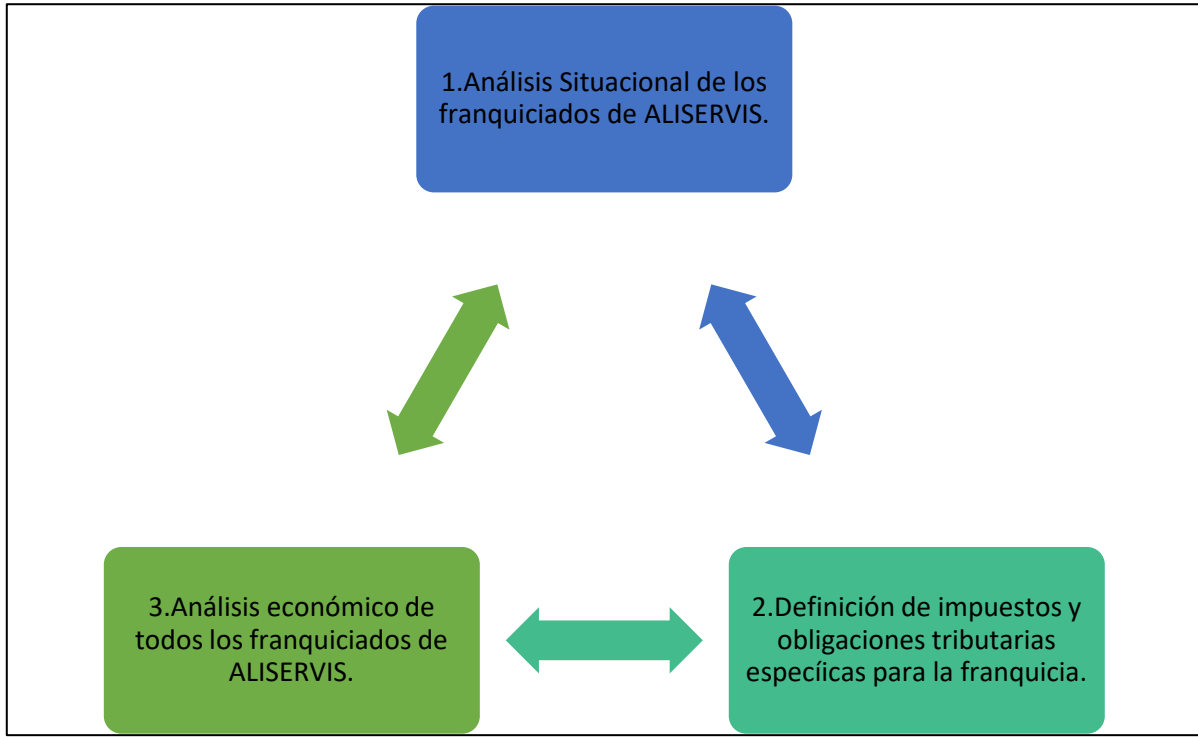 1.Análisis Situacional de los
franquiciados de ALISERVIS.
3.Análisis económico de
todos los franquiciados de
ALISERVIS.
2.Definición de impuestos y
obligaciones tributarias
especíicas para la franquicia.